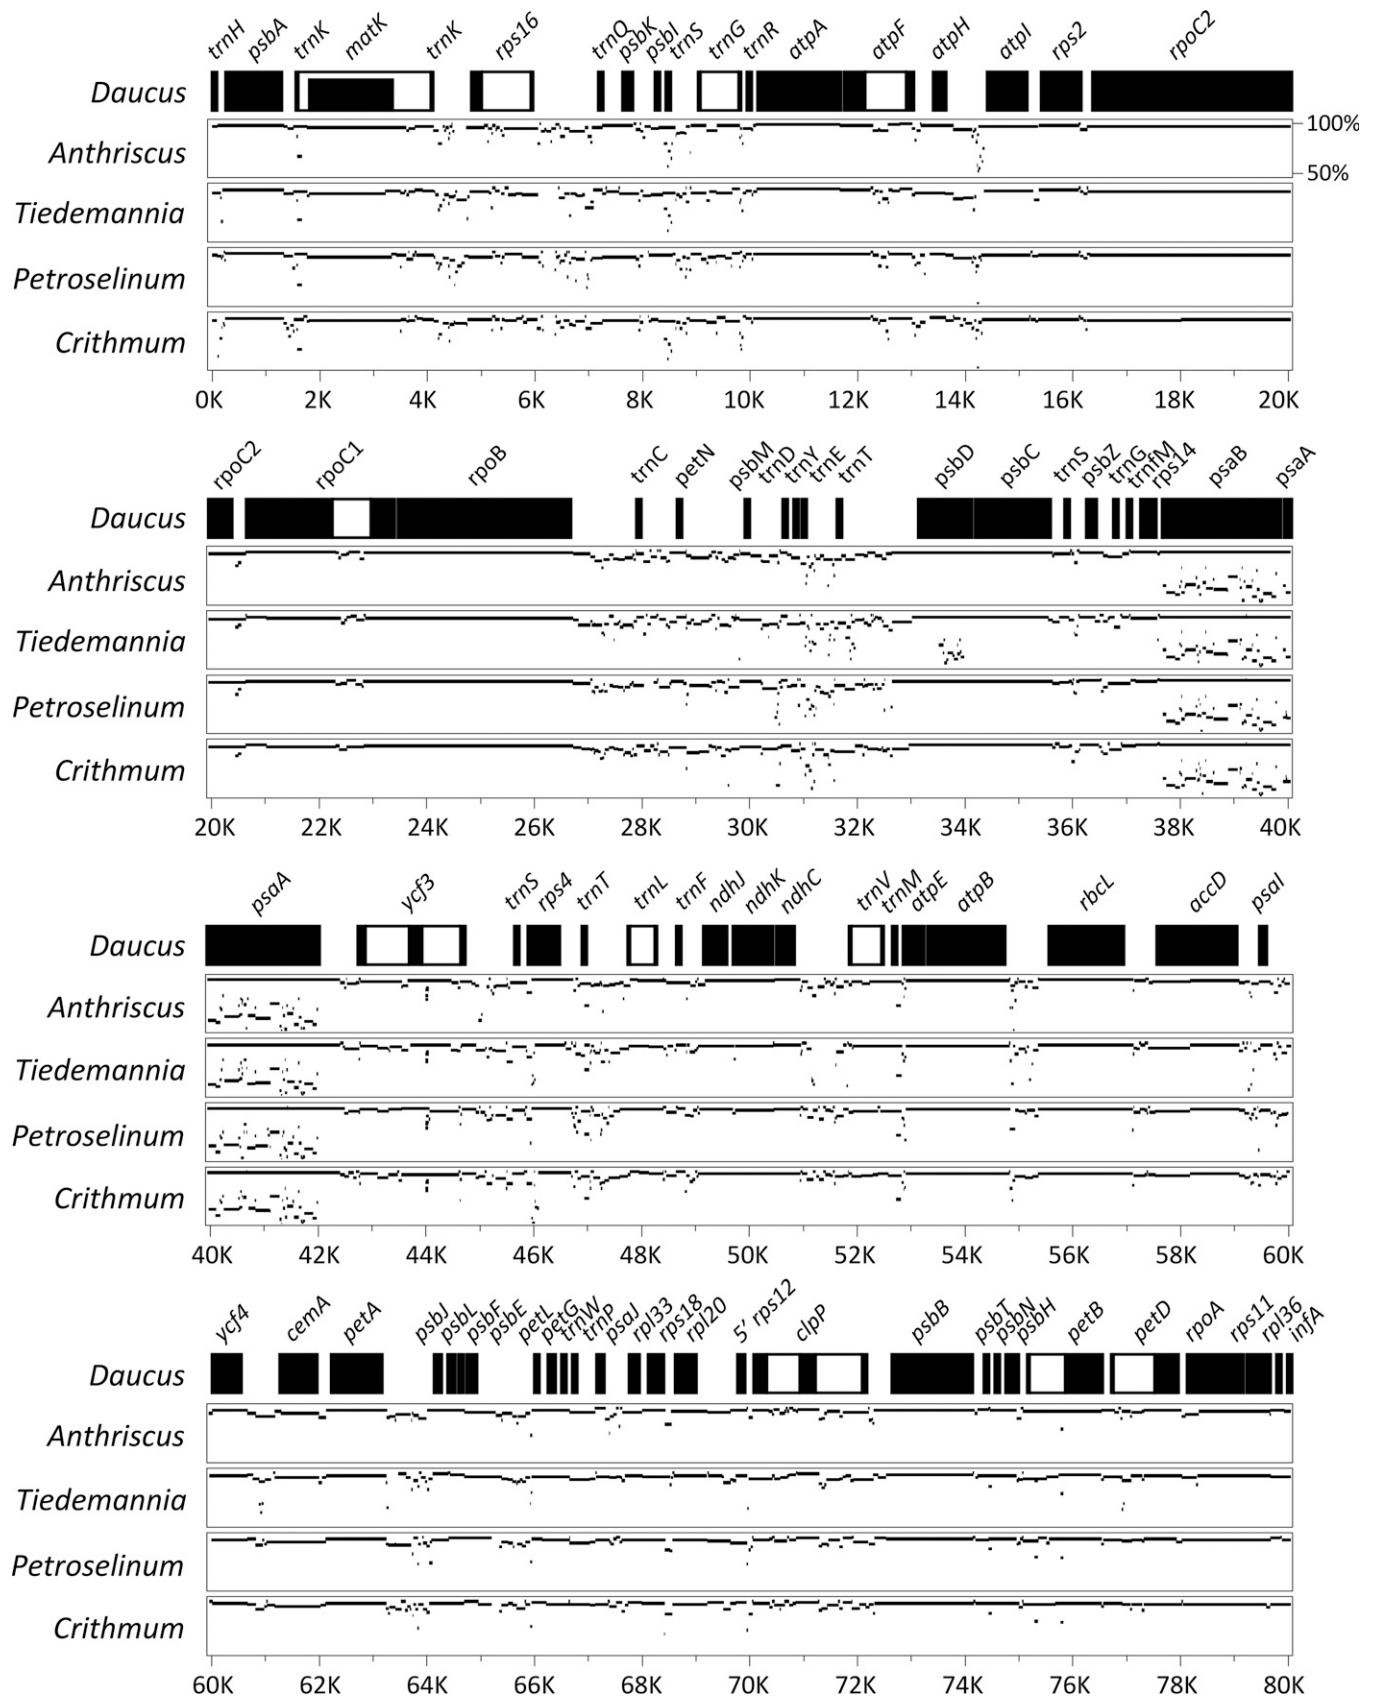 trnH psbA trnK matK trnK rps16 trnQ psbK psbI trnS trnG trnR atpA atpF atpH atpI rps2 rpoC2
Daucus
Anthriscus
100%
50%
Tiedemannia
Petroselinum
Crithmum
0K 2K 4K 6K 8K 10K 12K 14K 16K 18K 20K
rpoC2 rpoC1 rpoB trnC petN psbM trnD trnY trnE trnT psbD psbC trnS psbZ trnG trnfM rps14 psaB psaA
Daucus
Anthriscus
Tiedemannia
Petroselinum
Crithmum
20K 22K 24K 26K 28K 30K 32K 34K 36K 38K 40K
psaA ycf3 trnS rps4 trnT trnL trnF ndhJ ndhK ndhC trnV trnM atpE atpB rbcL accD psaI
Daucus
Anthriscus
Tiedemannia
Petroselinum
Crithmum
40K 42K 44K 46K 48K 50K 52K 54K 56K 58K 60K
ycf4 cemA petA psbJ psbL psbF psbE petL petG trnW trnP psaJ rpl33 rps18 rpl20 5' rps12 clpP psbB psbT psbN psbH petB petD rpoA rps11 rpl36 infA
Daucus
Anthriscus
Tiedemannia
Petroselinum
Crithmum
60K 62K 64K 66K 68K 70K 72K 74K 76K 78K 80K